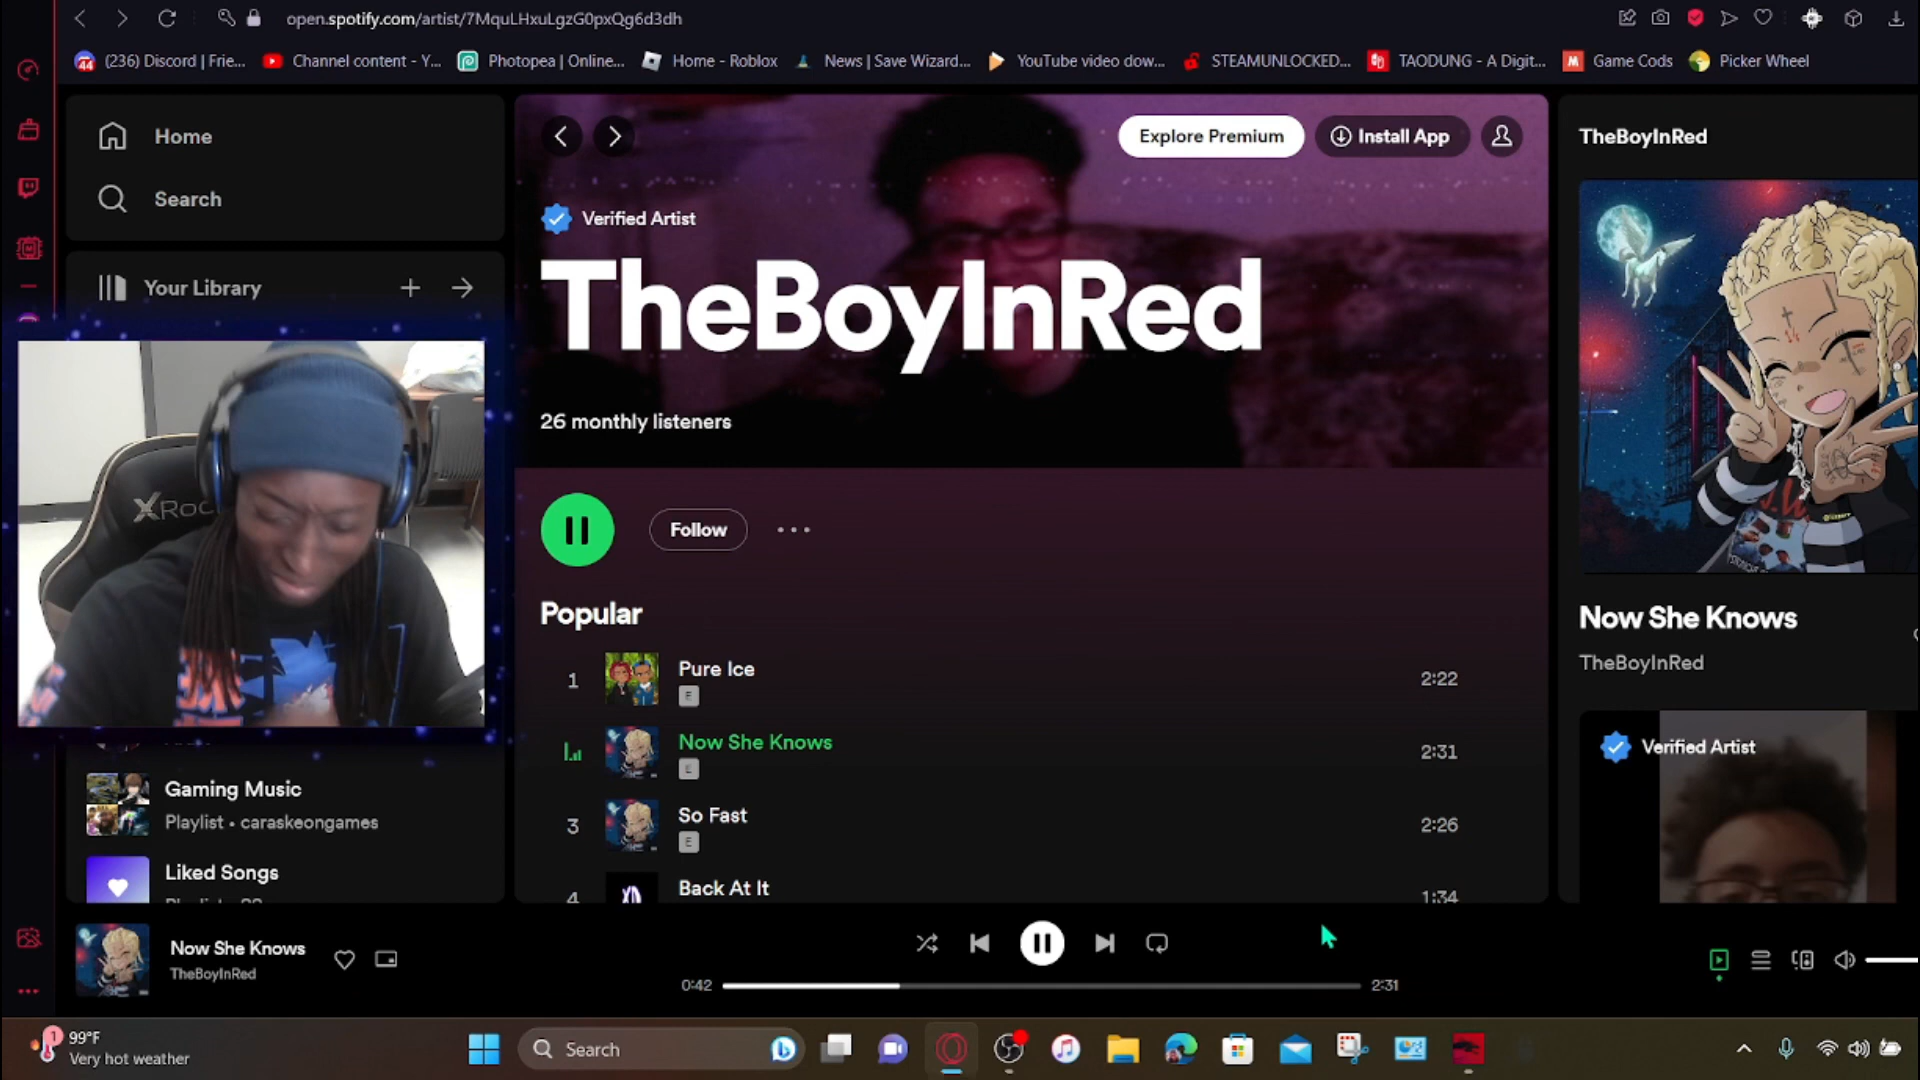 open.spotify.com/artist/7MquLHxuLgzG0pxQg6d3dh
(236) Discord | Frie...
Channel content - Y...
Photopea | Online...
Home - Roblox
News | Save Wizard...
YouTube video dow...
STEAMUNLOCKED...
TAODUNG - A Digit...
Game Cods
Picker Wheel
Home
Search
Your Library
Gaming Music
Playlist • caraskeongames
Liked Songs
Explore Premium
Install App
Verified Artist
TheBoyInRed
26 monthly listeners
Follow
Popular
1 Pure Ice 2:22
E
Now She Knows 2:31
E
3 So Fast 2:26
E
4 Back At It 1:34
TheBoyInRed
Now She Knows
TheBoyInRed
Verified Artist
Now She Knows
TheBoyInRed
0:42
2:31
99°F
Very hot weather
Search